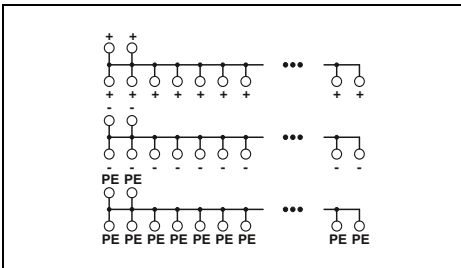 + +
+ + + + + + + + +
- -
- - - - - - - - -
PE PE
PE PE PE PE PE PE PE PE PE